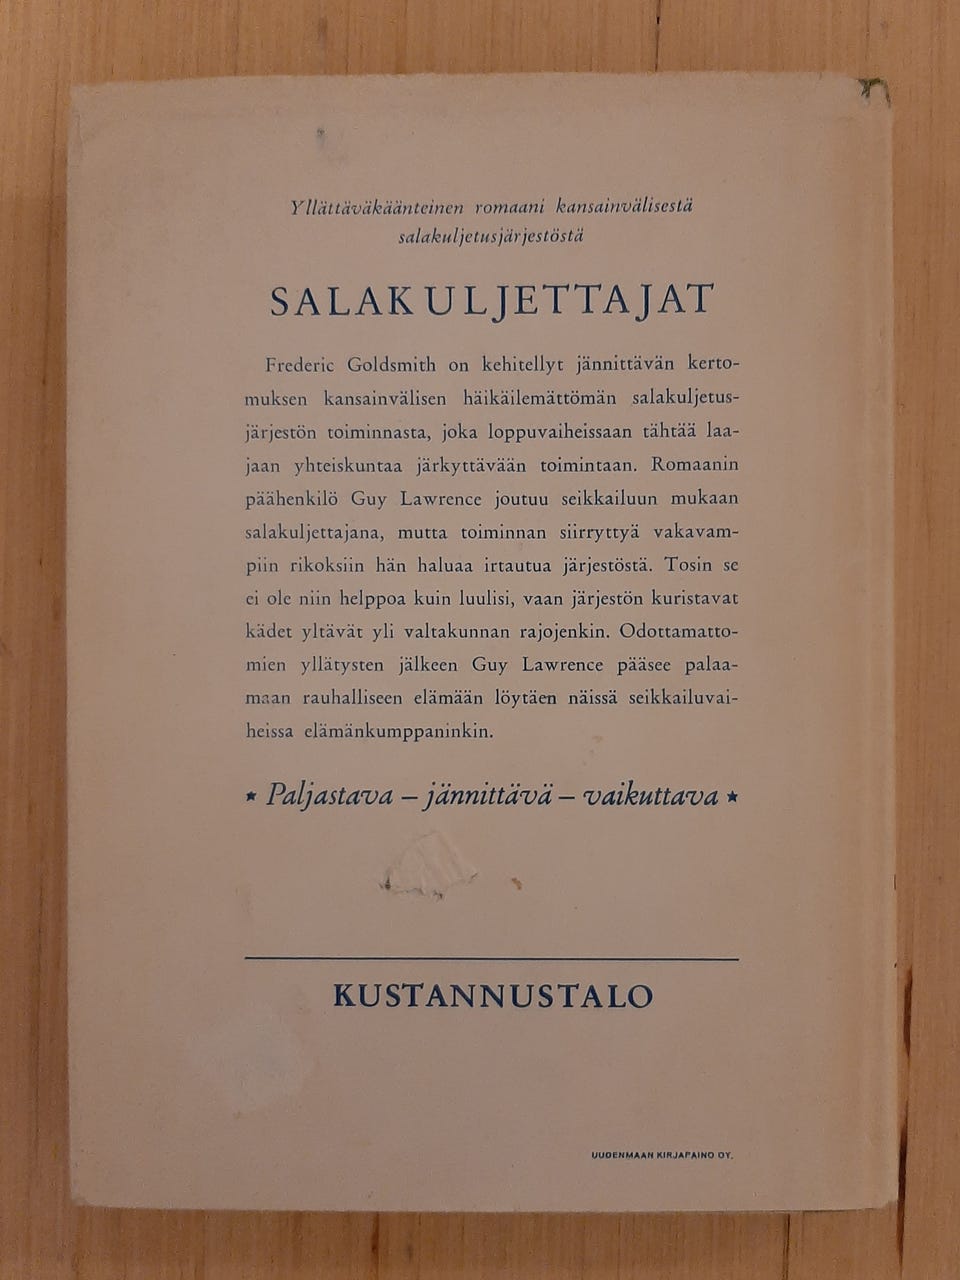 Yllättäväkäänteinen romaani kansainvälisestä
salakuljetusjärjestöstä
SALAKULJETTAJAT
Frederic Goldsmith on kehitellyt jännittävän kerto-
muksen kansainvälisen häikäilemättömän salakuljetus-
järjestön toiminnasta, joka loppuvaiheissaan tähtää laa-
jaan yhteiskuntaa järkyttävään toimintaan. Romaanin
päähenkilö Guy Lawrence joutuu seikkailuun mukaan
salakuljettajana, mutta toiminnan siirryttyä vakavam-
piin rikoksiin hän haluaa irtautua järjestöstä. Tosin se
ei ole niin helppoa kuin luulisi, vaan järjestön kuristavat
kädet yltävät yli valtakunnan rajojenkin. Odottamatto-
mien yllätysten jälkeen Guy Lawrence pääsee palaa-
maan rauhalliseen elämään löytäen näissä seikkailuvai-
heissa elämänkumppaninkin.
★ Paljastava – jännittävä – vaikuttava ★
KUSTANNUSTALO
UUDENMAAN KIRJAPAINO OY.